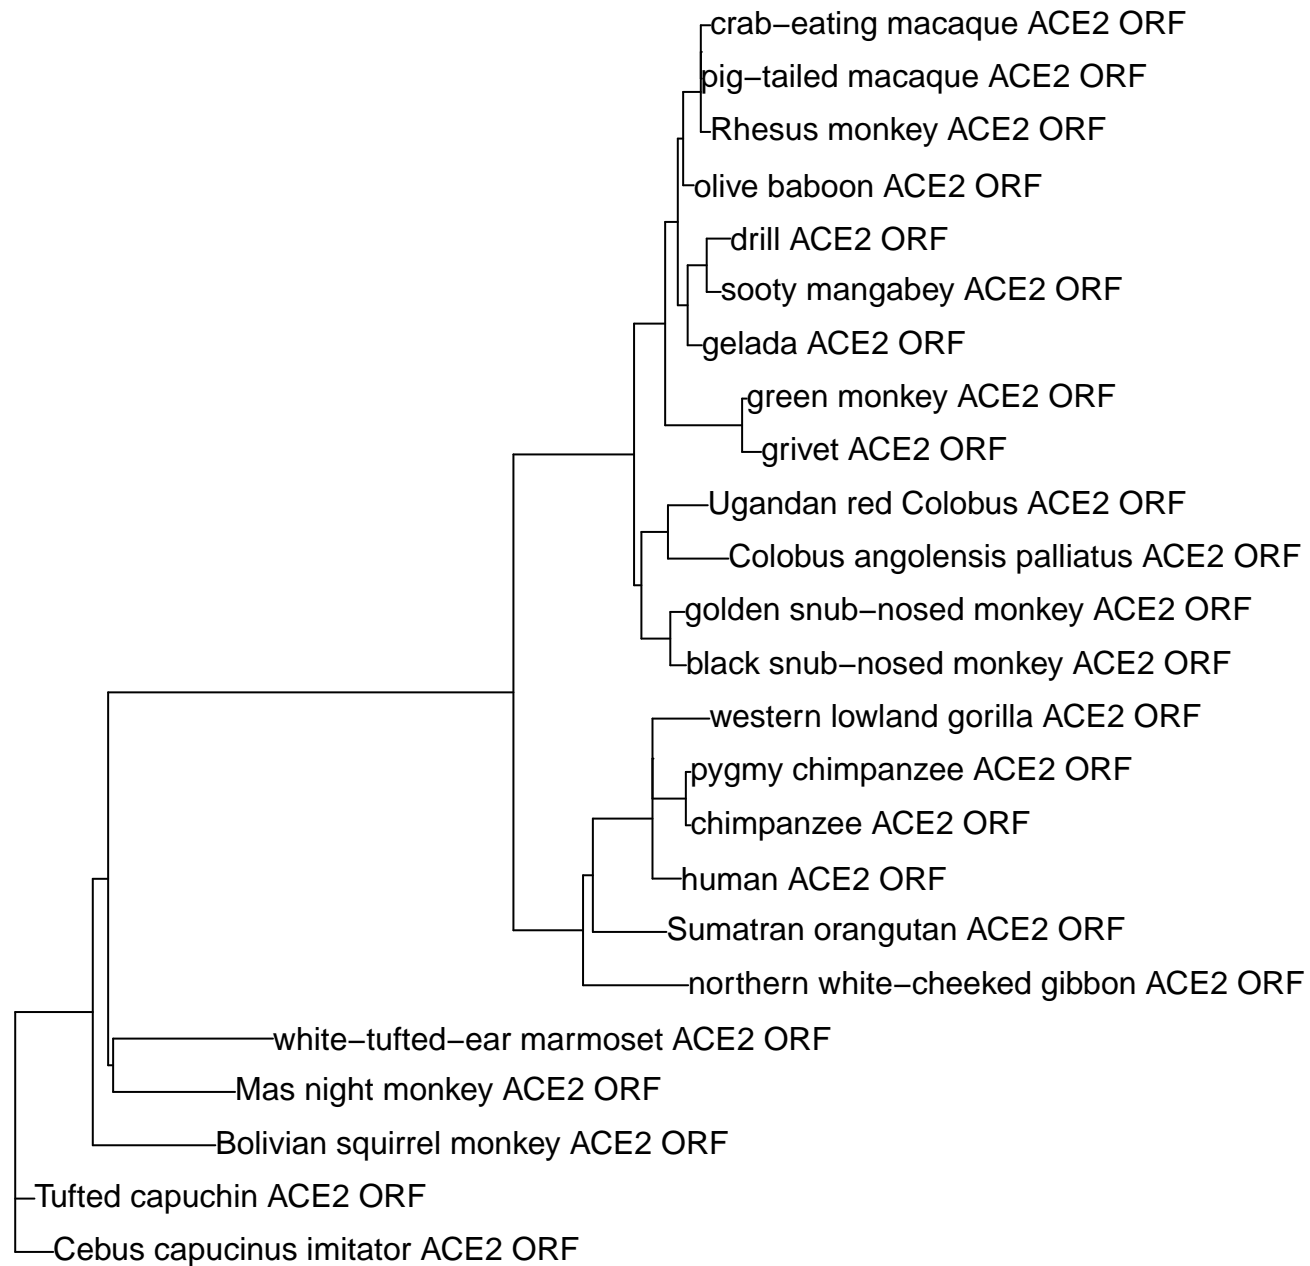 crab−eating macaque ACE2 ORF
pig−tailed macaque ACE2 ORF
Rhesus monkey ACE2 ORF
olive baboon ACE2 ORF
drill ACE2 ORF
sooty mangabey ACE2 ORF
gelada ACE2 ORF
green monkey ACE2 ORF
grivet ACE2 ORF
Ugandan red Colobus ACE2 ORF
Colobus angolensis palliatus ACE2 ORF
golden snub−nosed monkey ACE2 ORF
black snub−nosed monkey ACE2 ORF
western lowland gorilla ACE2 ORF
pygmy chimpanzee ACE2 ORF
chimpanzee ACE2 ORF
human ACE2 ORF
Sumatran orangutan ACE2 ORF
northern white−cheeked gibbon ACE2 ORF
white−tufted−ear marmoset ACE2 ORF
Mas night monkey ACE2 ORF
Bolivian squirrel monkey ACE2 ORF
Tufted capuchin ACE2 ORF
Cebus capucinus imitator ACE2 ORF